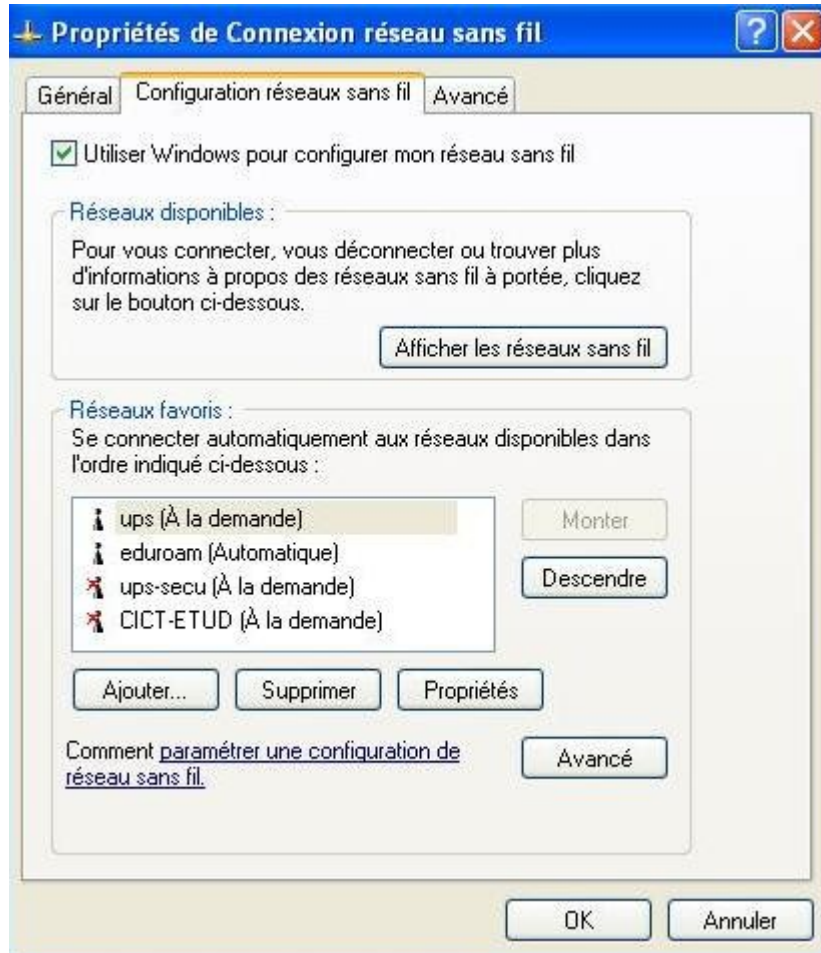 Propriétés de Connexion réseau sans fil
?
Général
Configuration réseaux sans fil
Avancé
Utiliser Windows pour configurer mon réseau sans fil
Réseaux disponibles :
Pour vous connecter, vous déconnecter ou trouver plus
d'informations à propos des réseaux sans fil à portée, cliquez
sur le bouton ci-dessous.
Afficher les réseaux sans fil
Réseaux favoris :
Se connecter automatiquement aux réseaux disponibles dans
l'ordre indiqué ci-dessous :
ups (À la demande)
eduroam (Automatique)
ups-secu (À la demande)
CICT-ETUD (À la demande)
Monter
Descendre
Ajouter...
Supprimer
Propriétés
Comment paramétrer une configuration de
réseau sans fil.
Avancé
OK
Annuler